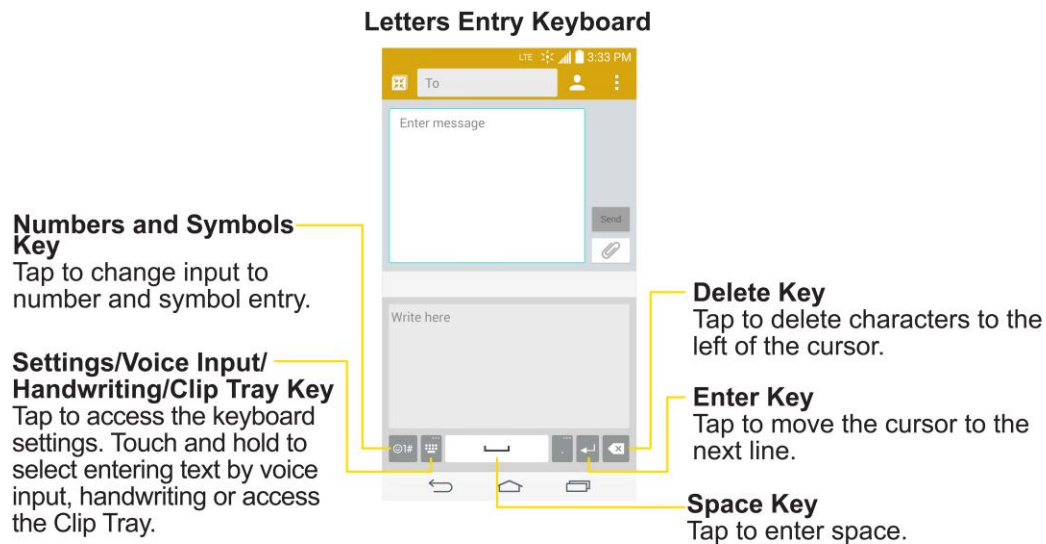 Letters Entry Keyboard
LTE 3:33 PM
To
Enter message
Send
Write here
☺1#
.
Numbers and Symbols
Key
Tap to change input to
number and symbol entry.
Settings/Voice Input/
Handwriting/Clip Tray Key
Tap to access the keyboard
settings. Touch and hold to
select entering text by voice
input, handwriting or access
the Clip Tray.
Delete Key
Tap to delete characters to the
left of the cursor.
Enter Key
Tap to move the cursor to the
next line.
Space Key
Tap to enter space.